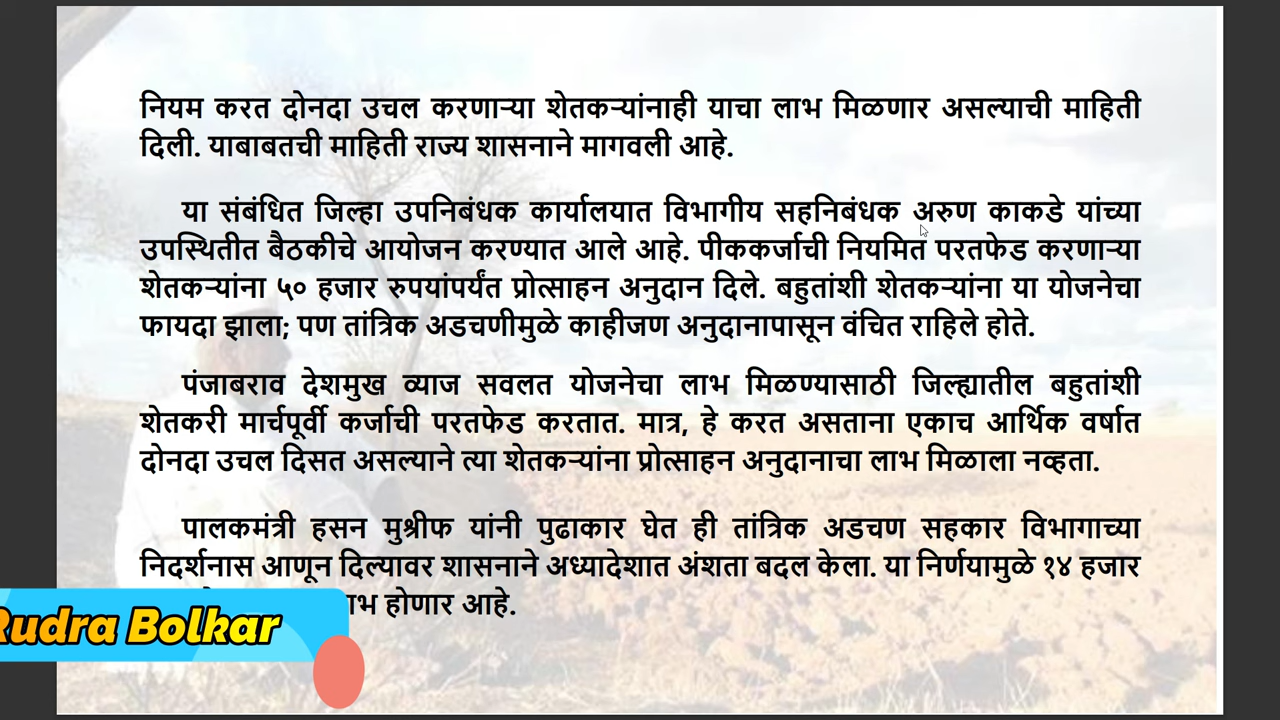 नियम करत दोनदा उचल करणाऱ्या शेतकऱ्यांनाही याचा लाभ मिळणार असल्याची माहिती
दिली. याबाबतची माहिती राज्य शासनाने मागवली आहे.
या संबंधित जिल्हा उपनिबंधक कार्यालयात विभागीय सहनिबंधक अरुण काकडे यांच्या
उपस्थितीत बैठकीचे आयोजन करण्यात आले आहे. पीककर्जाची नियमित परतफेड करणाऱ्या
शेतकऱ्यांना ५० हजार रुपयांपर्यंत प्रोत्साहन अनुदान दिले. बहुतांशी शेतकऱ्यांना या योजनेचा
फायदा झाला; पण तांत्रिक अडचणीमुळे काहीजण अनुदानापासून वंचित राहिले होते.
पंजाबराव देशमुख व्याज सवलत योजनेचा लाभ मिळण्यासाठी जिल्ह्यातील बहुतांशी
शेतकरी मार्चपूर्वी कर्जाची परतफेड करतात. मात्र, हे करत असताना एकाच आर्थिक वर्षात
दोनदा उचल दिसत असल्याने त्या शेतकऱ्यांना प्रोत्साहन अनुदानाचा लाभ मिळाला नव्हता.
पालकमंत्री हसन मुश्रीफ यांनी पुढाकार घेत ही तांत्रिक अडचण सहकार विभागाच्या
निदर्शनास आणून दिल्यावर शासनाने अध्यादेशात अंशता बदल केला. या निर्णयामुळे १४ हजार
होणार आहे.
Rudra Bolkar